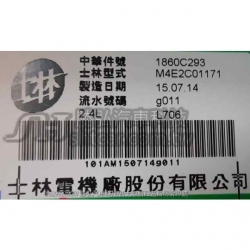 士林
中華件號 1860C293
士林型式 M4E2C01171
製造日期 15.07.14
流水號碼 g011
2.4L L706
101AM1507149011
士林電機廠股份有限公司